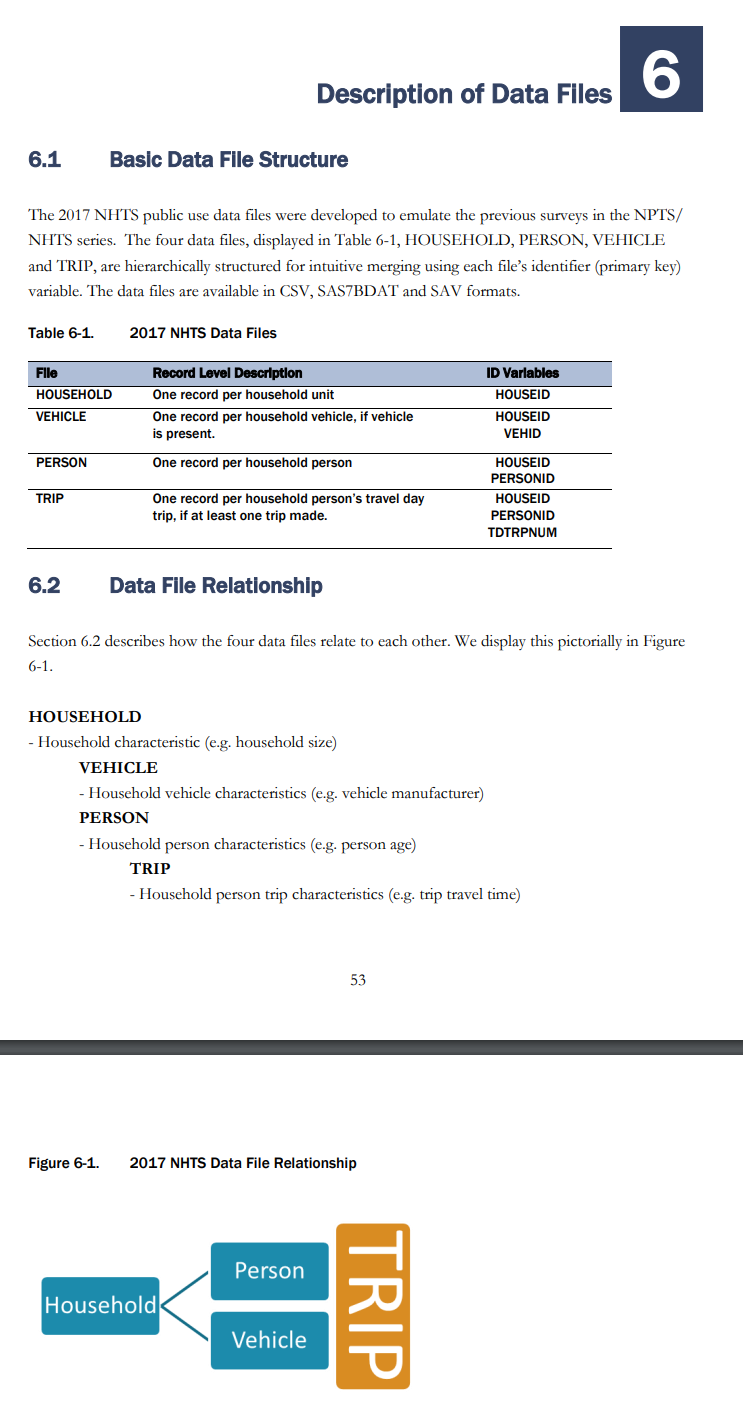 6
Description of Data Files
6.1 Basic Data File Structure
The 2017 NHTS public use data files were developed to emulate the previous surveys in the NPTS/
NHTS series. The four data files, displayed in Table 6-1, HOUSEHOLD, PERSON, VEHICLE
and TRIP, are hierarchically structured for intuitive merging using each file's identifier (primary key)
variable. The data files are available in CSV, SAS7BDAT and SAV formats.
Table 6-1. 2017 NHTS Data Files
File Record Level Description ID Variables
HOUSEHOLD One record per household unit HOUSEID
VEHICLE One record per household vehicle, if vehicle HOUSEID
is present. VEHID
PERSON One record per household person HOUSEID
PERSONID
TRIP One record per household person's travel day HOUSEID
trip, if at least one trip made. PERSONID
TDTRPNUM
6.2 Data File Relationship
Section 6.2 describes how the four data files relate to each other. We display this pictorially in Figure
6-1.
HOUSEHOLD
- Household characteristic (e.g. household size)
VEHICLE
- Household vehicle characteristics (e.g. vehicle manufacturer)
PERSON
- Household person characteristics (e.g. person age)
TRIP
- Household person trip characteristics (e.g. trip travel time)
53
Figure 6-1. 2017 NHTS Data File Relationship
Household
Person
Vehicle
TRIP